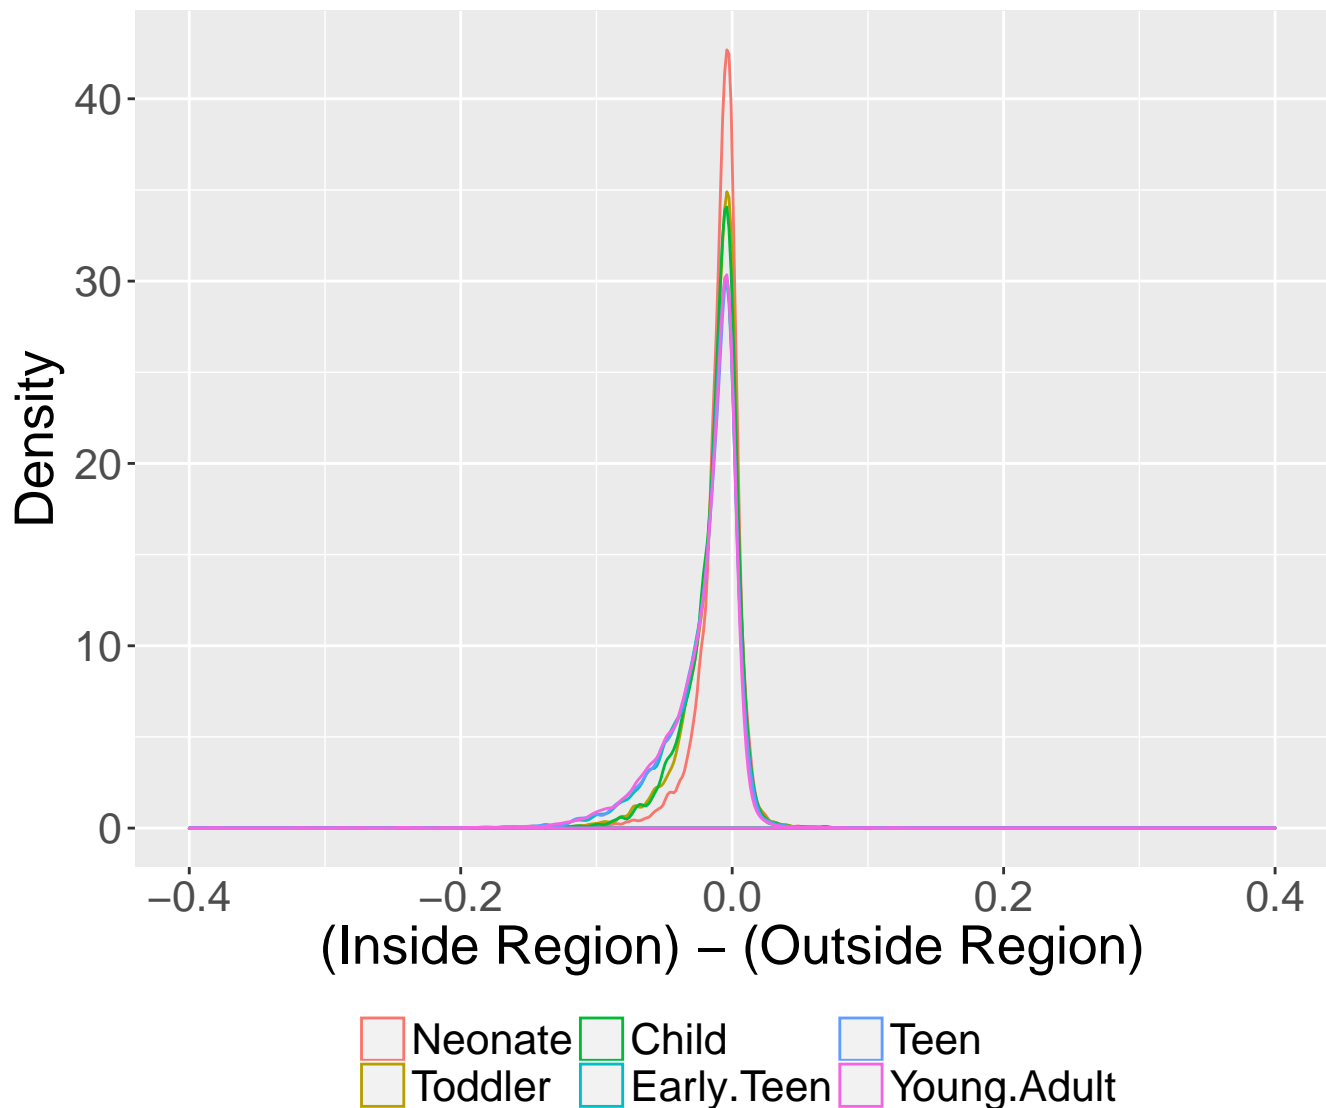 40
30
20
10
0
Density
−0.4 −0.2 0.0 0.2 0.4
(Inside Region) − (Outside Region)
Neonate Child Teen
Toddler Early.Teen Young.Adult